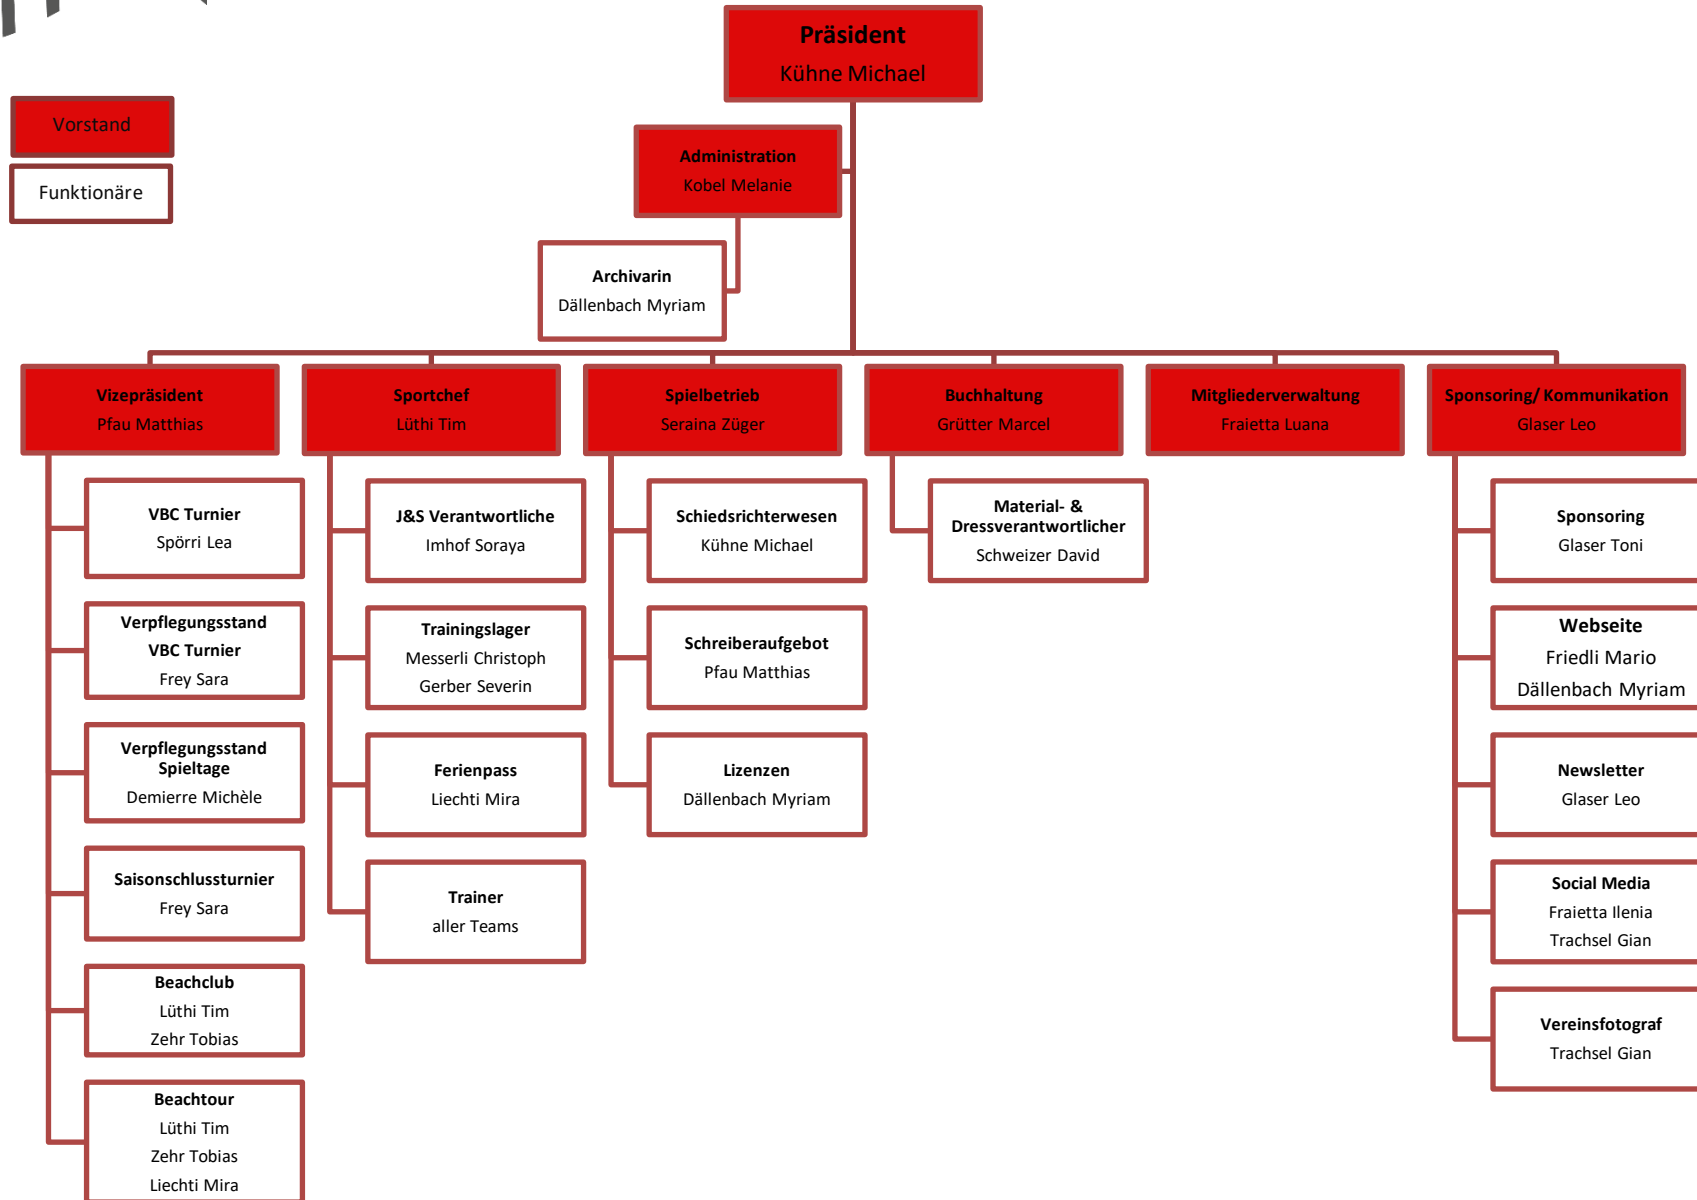 Präsident
Kühne Michael
Vorstand
Funktionäre
Administration
Kobel Melanie
Archivarin
Dällenbach Myriam
Vizepräsident
Pfau Matthias
Sportchef
Lüthi Tim
Spielbetrieb
Seraina Züger
Buchhaltung
Grütter Marcel
Mitgliederverwaltung
Fraietta Luana
Sponsoring/ Kommunikation
Glaser Leo
VBC Turnier
Spörri Lea
Verpflegungsstand
VBC Turnier
Frey Sara
Verpflegungsstand
Spieltage
Demierre Michèle
Saisonschlussturnier
Frey Sara
Beachclub
Lüthi Tim
Zehr Tobias
Beachtour
Lüthi Tim
Zehr Tobias
Liechti Mira
J&S Verantwortliche
Imhof Soraya
Trainingslager
Messerli Christoph
Gerber Severin
Ferienpass
Liechti Mira
Trainer
aller Teams
Schiedsrichterwesen
Kühne Michael
Schreiberaufgebot
Pfau Matthias
Lizenzen
Dällenbach Myriam
Material- &
Dressverantwortlicher
Schweizer David
Sponsoring
Glaser Toni
Webseite
Friedli Mario
Dällenbach Myriam
Newsletter
Glaser Leo
Social Media
Fraietta Ilenia
Trachsel Gian
Vereinsfotograf
Trachsel Gian